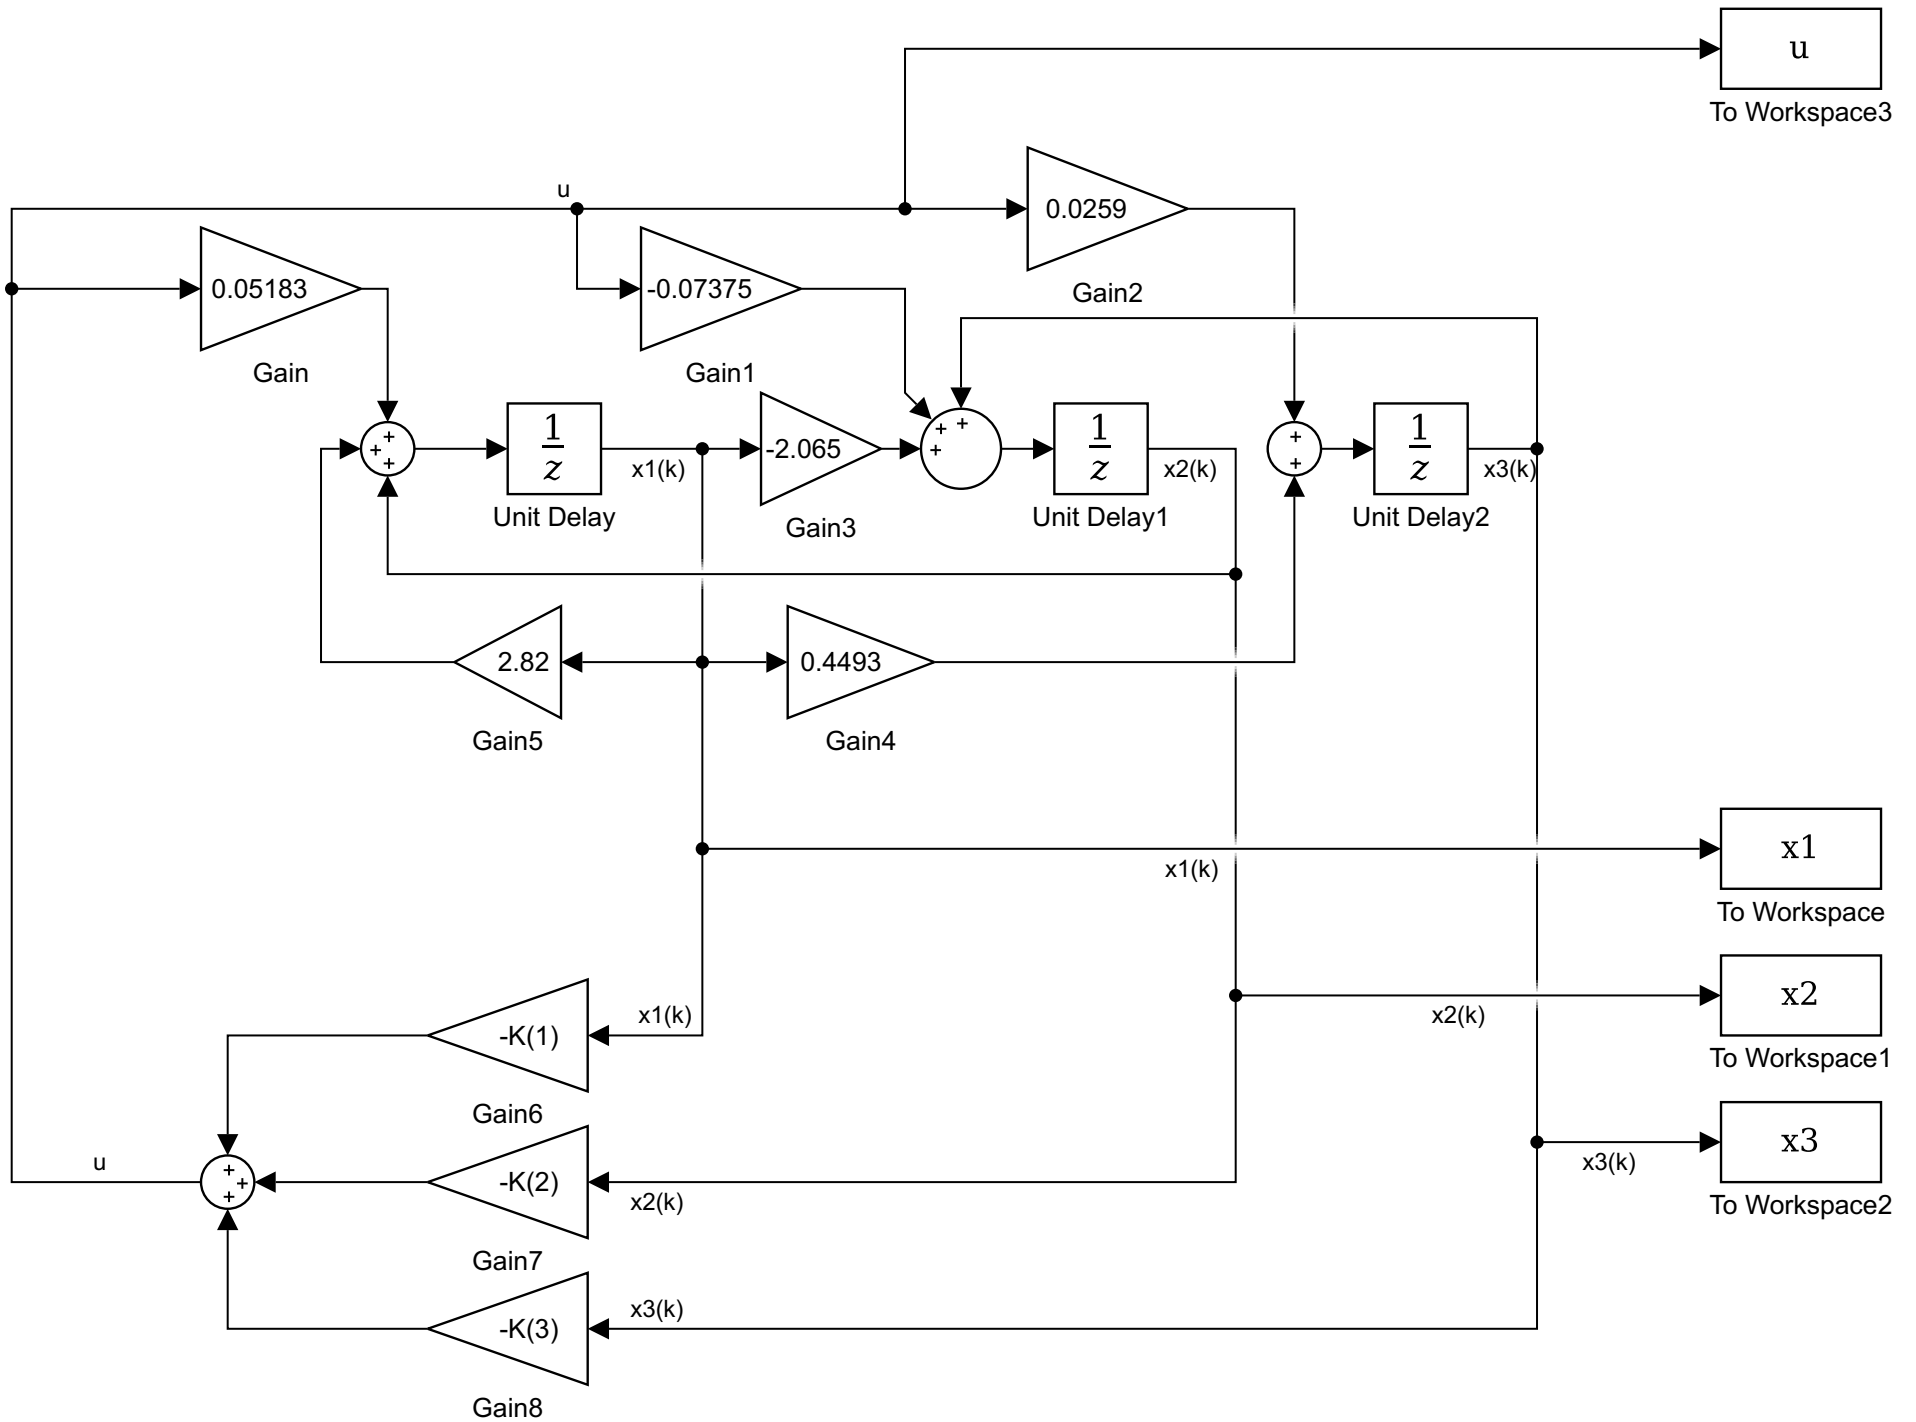 u
To Workspace3
u
0.0259
Gain2
0.05183
Gain
-0.07375
Gain1
+
+
+
1
z
x1(k)
Unit Delay
-2.065
Gain3
+
+
+
1
z
x2(k)
Unit Delay1
+
+
1
z
x3(k)
Unit Delay2
2.82
Gain5
0.4493
Gain4
x1(k)
x1
To Workspace
-K(1)
x1(k)
Gain6
x2(k)
x2
To Workspace1
u
+
+
+
-K(2)
x2(k)
Gain7
x3(k)
x3
To Workspace2
-K(3)
x3(k)
Gain8